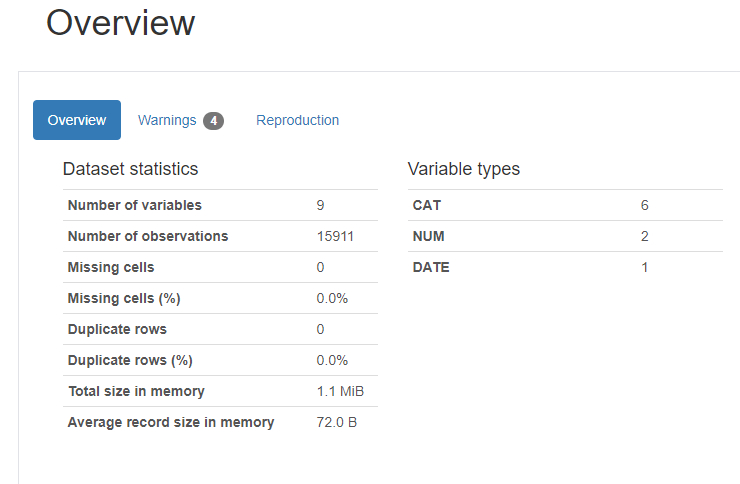 Overview
Overview Warnings 4 Reproduction
Dataset statistics
Number of variables 9
Number of observations 15911
Missing cells 0
Missing cells (%) 0.0%
Duplicate rows 0
Duplicate rows (%) 0.0%
Total size in memory 1.1 MiB
Average record size in memory 72.0 B
Variable types
CAT 6
NUM 2
DATE 1